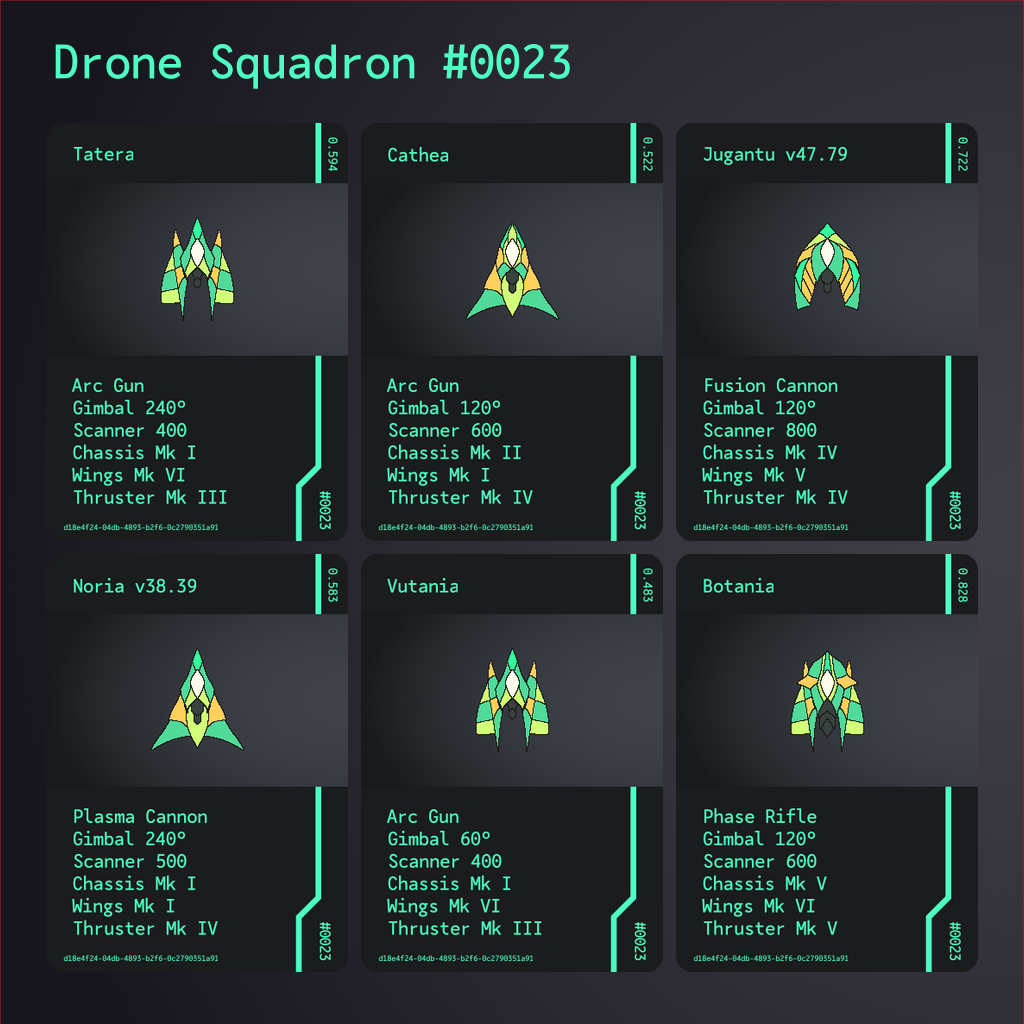 Drone Squadron #0023
Tatera
0.594
Arc Gun
Gimbal 240°
Scanner 400
Chassis Mk I
Wings Mk VI
Thruster Mk III
#0023
d18e4f24-04db-4893-b2f6-0c2790351a91
Cathea
0.522
Arc Gun
Gimbal 120°
Scanner 600
Chassis Mk II
Wings Mk I
Thruster Mk IV
#0023
d18e4f24-04db-4893-b2f6-0c2790351a91
Jugantu v47.79
0.722
Fusion Cannon
Gimbal 120°
Scanner 800
Chassis Mk IV
Wings Mk V
Thruster Mk IV
#0023
d18e4f24-04db-4893-b2f6-0c2790351a91
Noria v38.39
0.583
Plasma Cannon
Gimbal 240°
Scanner 500
Chassis Mk I
Wings Mk I
Thruster Mk IV
#0023
d18e4f24-04db-4893-b2f6-0c2790351a91
Vutania
0.483
Arc Gun
Gimbal 60°
Scanner 400
Chassis Mk I
Wings Mk VI
Thruster Mk III
#0023
d18e4f24-04db-4893-b2f6-0c2790351a91
Botania
0.828
Phase Rifle
Gimbal 120°
Scanner 600
Chassis Mk V
Wings Mk VI
Thruster Mk V
#0023
d18e4f24-04db-4893-b2f6-0c2790351a91